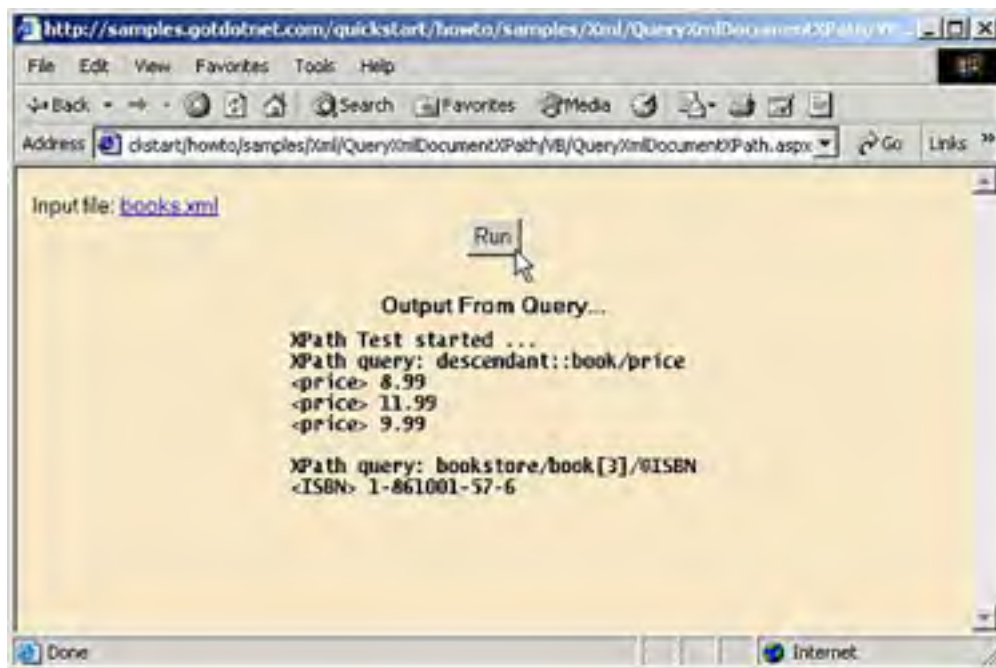 http://samples.gotdotnet.com/quickstart/howto/samples/Xml/QueryXmlDocumentXPath/
File Edit View Favorites Tools Help
Back Search Favorites Media
Address ckstart/howto/samples/Xml/QueryXmlDocumentXPath/VB/QueryXmlDocumentXPath.aspx Go Links »
Input file: books.xml
Run
Output From Query...
XPath Test started ...
XPath query: descendant::book/price
<price> 8.99
<price> 11.99
<price> 9.99
XPath query: bookstore/book[3]/@ISBN
<ISBN> 1-861001-57-6
Done Internet